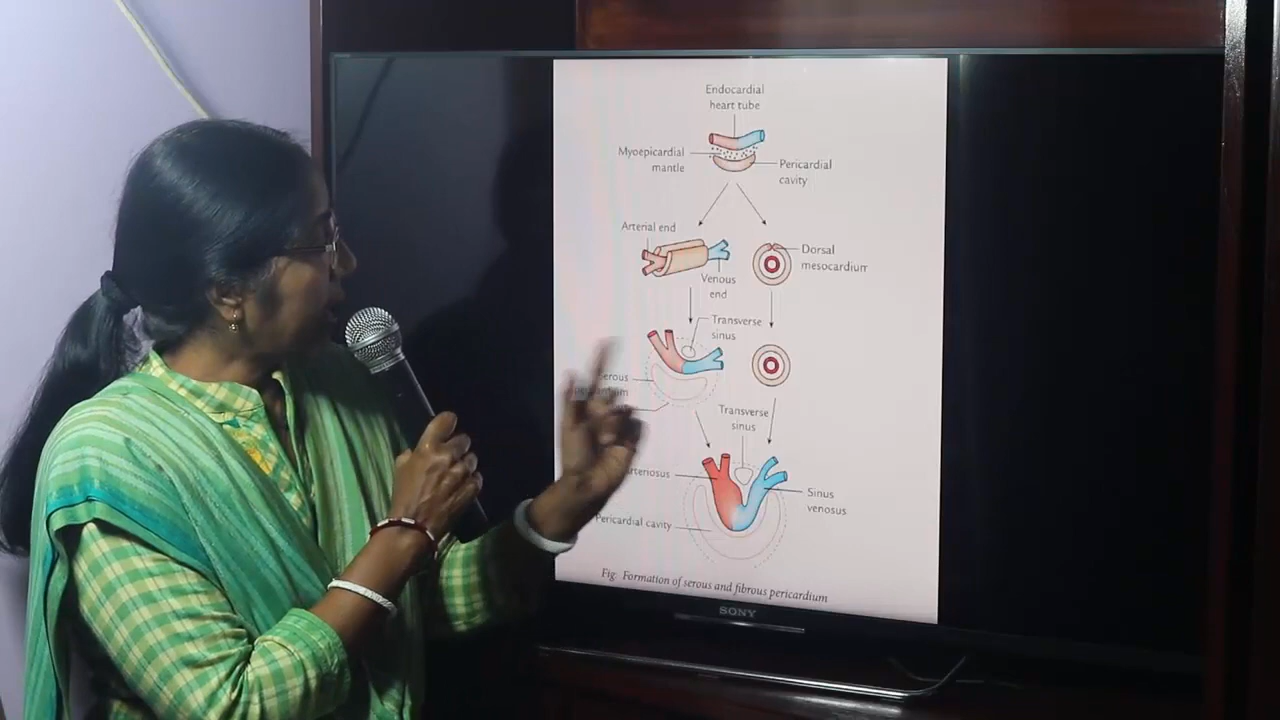 Endocardial
heart tube
Myoepicardial
mantle
Pericardial
cavity
Arterial end
Dorsal
mesocardium
Venous
end
Transverse
sinus
Transverse
sinus
Sinus
venosus
Pericardial cavity
Fig: Formation of serous and fibrous pericardium
SONY